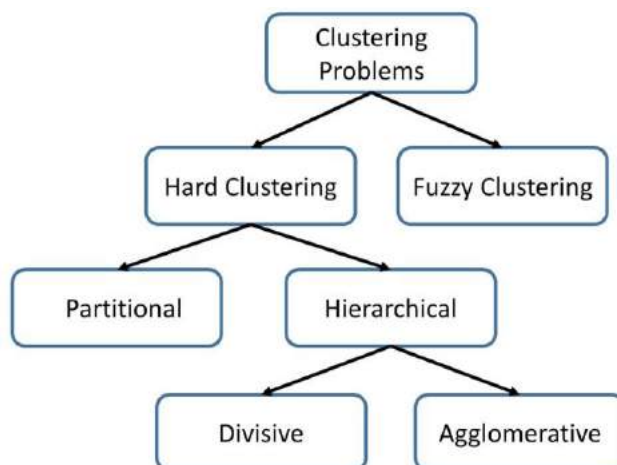 Clustering
Problems
Hard Clustering
Fuzzy Clustering
Partitional
Hierarchical
Divisive
Agglomerative